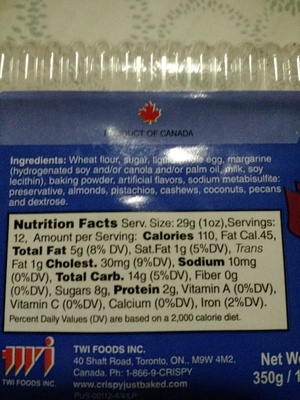 PRODUCT OF CANADA
Ingredients: Wheat flour, sugar, liquid whole egg, margarine
(hydrogenated soy and/or canola and/or palm oil, milk, soy
lecithin), baking powder, artificial flavors, sodium metabisulfite:
preservative, almonds, pistachios, cashews, coconuts, pecans
and dextrose.
Nutrition Facts Serv. Size: 29g (1oz),Servings:
12, Amount per Serving: Calories 110, Fat Cal.45,
Total Fat 5g (8% DV), Sat.Fat 1g (5%DV), Trans
Fat 1g Cholest. 30mg (9%DV), Sodium 10mg
(0%DV), Total Carb. 14g (5%DV), Fiber 0g
(0%DV), Sugars 8g, Protein 2g, Vitamin A (0%DV),
Vitamin C (0%DV), Calcium (0%DV), Iron (2%DV).
Percent Daily Values (DV) are based on a 2,000 calorie diet.
TWI
TWI FOODS INC.
TWI FOODS INC.
40 Shaft Road, Toronto, ON., M9W 4M2,
Canada. Ph: 1-866-9-CRISPY
www.crispyjustbaked.com
Net W
350g / 1